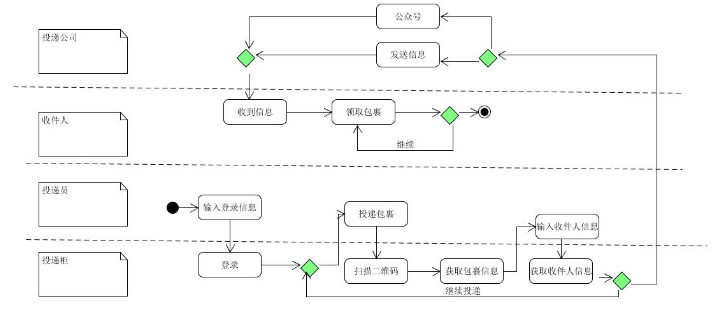 公众号
投递公司
发送信息
收件人
收到信息
领取包裹
继续
投递员
输入登录信息
投递包裹
输入收件人信息
投递柜
登录
扫描二维码
获取包裹信息
获取收件人信息
继续投递